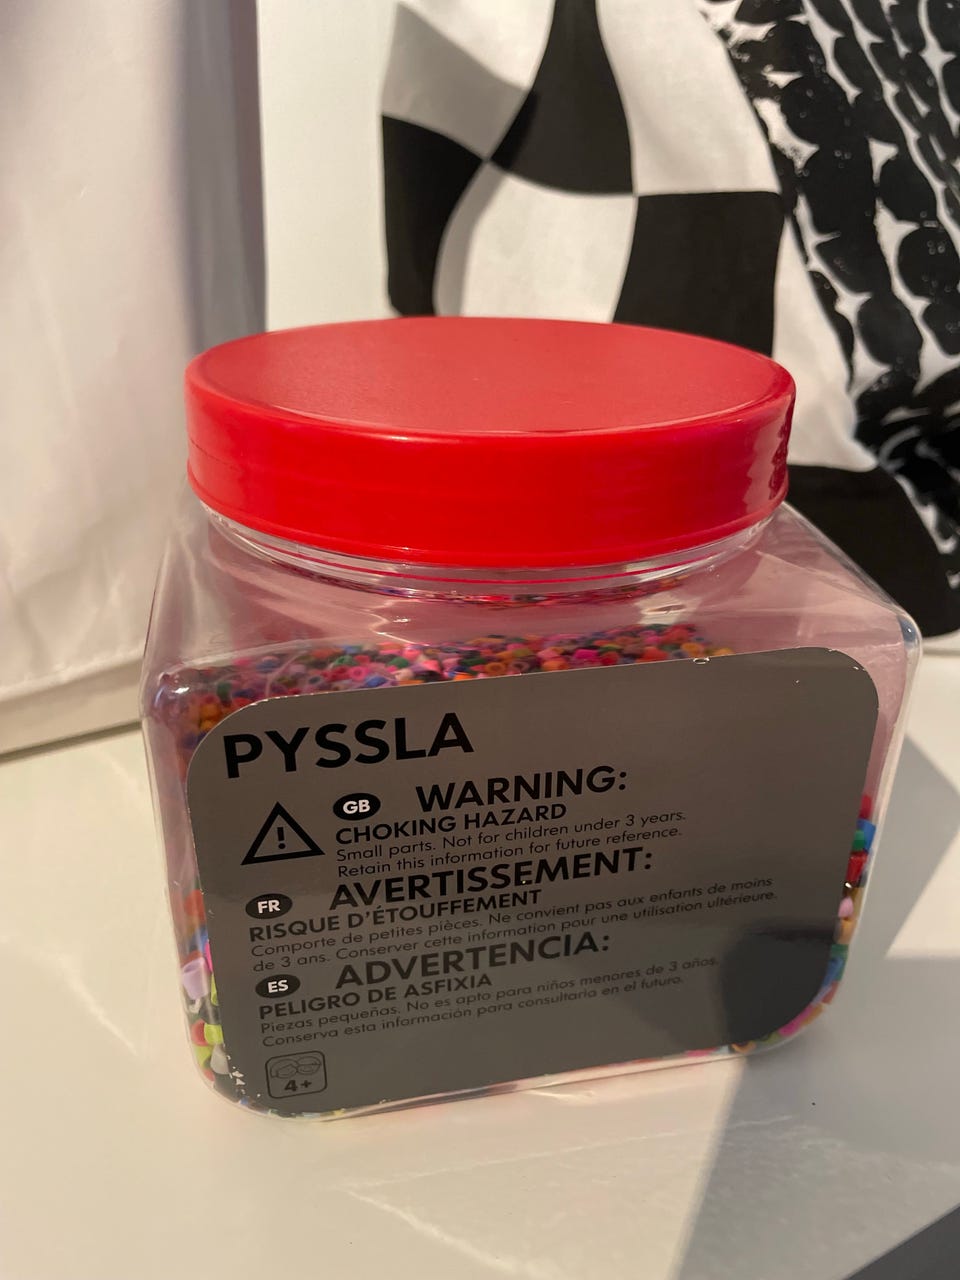 PYSSLA
GB WARNING:
CHOKING HAZARD
Small parts. Not for children under 3 years.
Retain this information for future reference.
FR AVERTISSEMENT:
RISQUE D'ÉTOUFFEMENT
Comporte de petites pièces. Ne convient pas aux enfants de moins
de 3 ans. Conserver cette information pour une utilisation ultérieure.
ES ADVERTENCIA:
PELIGRO DE ASFIXIA
Piezas pequeñas. No es apto para niños menores de 3 años.
Conserva esta información para consultarla en el futuro.
4+